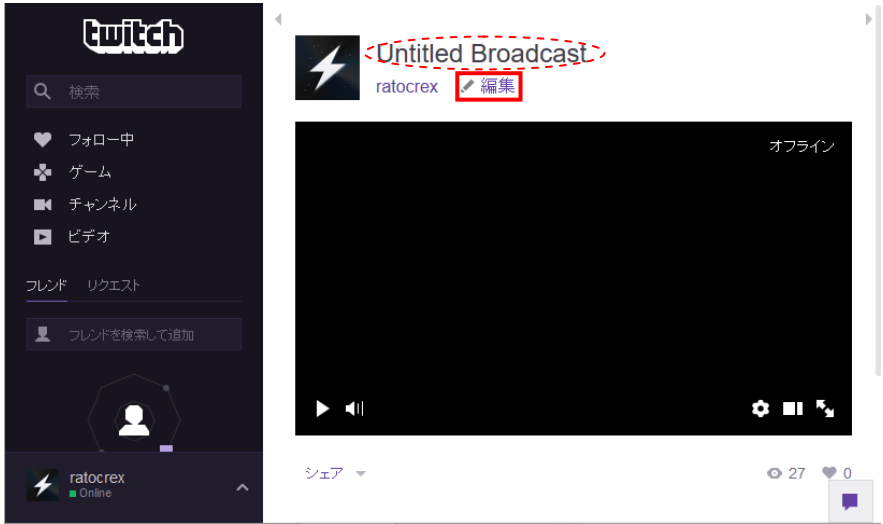 twitch
検索
フォロー中
ゲーム
チャンネル
ビデオ
フレンド リクエスト
フレンドを検索して追加
ratocrex
Online
Untitled Broadcast
ratocrex 編集
オフライン
シェア
27 0